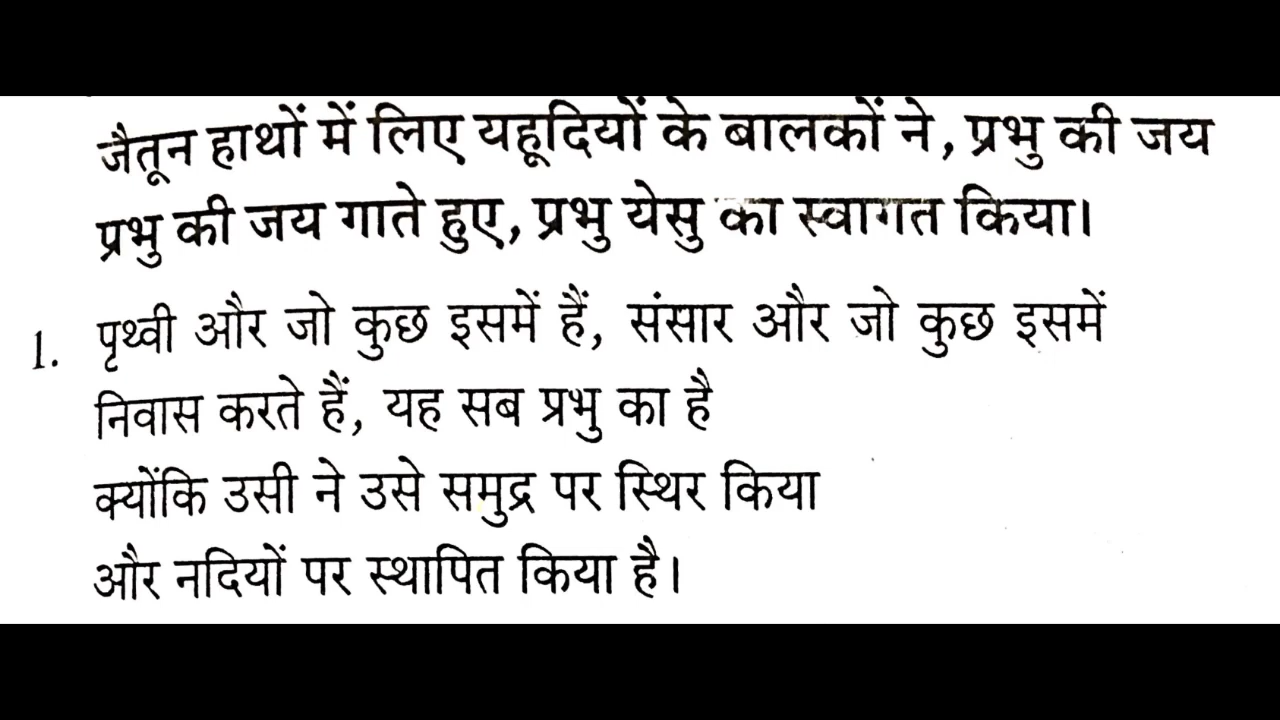 जैतून हाथों में लिए यहूदियों के बालकों ने, प्रभु की जय
प्रभु की जय गाते हुए, प्रभु येसु का स्वागत किया।
1. पृथ्वी और जो कुछ इसमें हैं, संसार और जो कुछ इसमें
निवास करते हैं, यह सब प्रभु का है
क्योंकि उसी ने उसे समुद्र पर स्थिर किया
और नदियों पर स्थापित किया है।